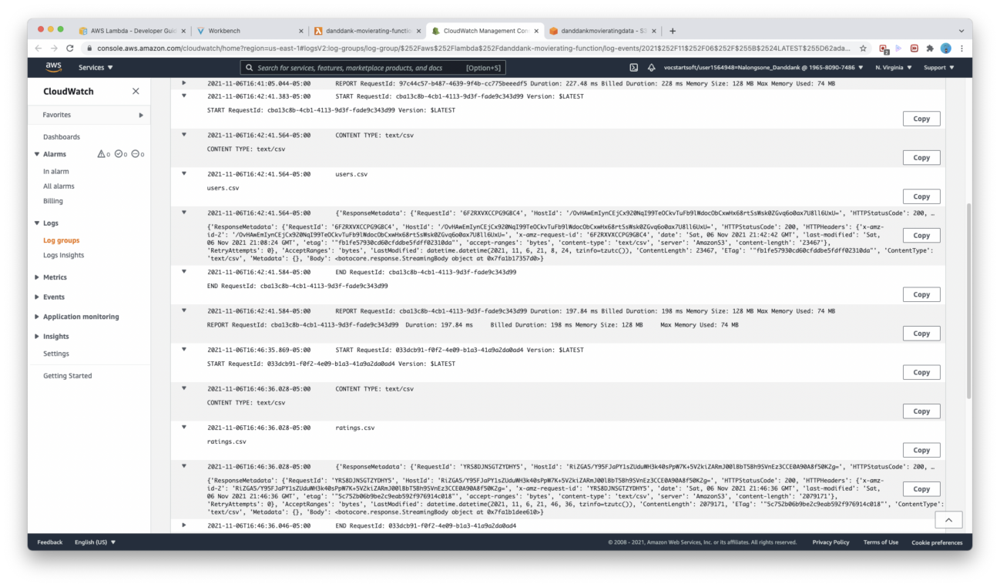 AWS Lambda - Developer Guid
Workbench
danddank-movierating-functio
CloudWatch Management Con
danddankmovieratingdata - S3
console.aws.amazon.com/cloudwatch/home?region=us-east-1#logsV2:log-groups/log-group/$252Faws$252Flambda$252Fdanddank-movierating-function/log-events/2021$252F11$252F06$252F$255B$2524LATEST$255D62ada...
aws
Services
Search for services, features, marketplace products, and docs [Option+S]
vocstartsoft/user1564948=Nalongsone_Danddank @ 1965-8090-7486
N. Virginia
Support
CloudWatch
Favorites
Dashboards
Alarms 0 0 0
In alarm
All alarms
Billing
Logs
Log groups
Logs Insights
Metrics
Events
Application monitoring
Insights
Settings
Getting Started
2021-11-06T16:41:05.044-05:00 REPORT RequestId: 97c44c57-b487-4639-9f4b-cc775beeedf5 Duration: 227.48 ms Billed Duration: 228 ms Memory Size: 128 MB Max Memory Used: 74 MB
2021-11-06T16:42:41.383-05:00 START RequestId: cba13c8b-4cb1-4113-9d3f-fade9c343d99 Version: $LATEST
START RequestId: cba13c8b-4cb1-4113-9d3f-fade9c343d99 Version: $LATEST
Copy
2021-11-06T16:42:41.564-05:00 CONTENT TYPE: text/csv
CONTENT TYPE: text/csv
Copy
2021-11-06T16:42:41.564-05:00 users.csv
users.csv
Copy
2021-11-06T16:42:41.564-05:00 {'ResponseMetadata': {'RequestId': '6F2RXVXCCPG9GBC4', 'HostId': '/OvHAwEmIynCEjCx920NqI99TeOCkvTuFb9lWdocObCxwHx68rtSsWsk0ZGvq6o0ax7U8ll6UxU=', 'HTTPStatusCode': 200, …
{'ResponseMetadata': {'RequestId': '6F2RXVXCCPG9GBC4', 'HostId': '/OvHAwEmIynCEjCx920NqI99TeOCkvTuFb9lWdocObCxwHx68rtSsWsk0ZGvq6o0ax7U8ll6UxU=', 'HTTPStatusCode': 200, 'HTTPHeaders': {'x-amz-
id-2': '/OvHAwEmIynCEjCx920NqI99TeOCkvTuFb9lWdocObCxwHx68rtSsWsk0ZGvq6o0ax7U8ll6UxU=', 'x-amz-request-id': '6F2RXVXCCPG9GBC4', 'date': 'Sat, 06 Nov 2021 21:42:42 GMT', 'last-modified': 'Sat,
06 Nov 2021 21:08:24 GMT', 'etag': '"fb1fe57930cd60cfddbe5fdff02310da"', 'accept-ranges': 'bytes', 'content-type': 'text/csv', 'server': 'AmazonS3', 'content-length': '23467'},
'RetryAttempts': 0}, 'AcceptRanges': 'bytes', 'LastModified': datetime.datetime(2021, 11, 6, 21, 8, 24, tzinfo=tzutc()), 'ContentLength': 23467, 'ETag': '"fb1fe57930cd60cfddbe5fdff02310da"', 'ContentType':
'text/csv', 'Metadata': {}, 'Body': <botocore.response.StreamingBody object at 0x7fa1b17357d0>}
Copy
2021-11-06T16:42:41.584-05:00 END RequestId: cba13c8b-4cb1-4113-9d3f-fade9c343d99
END RequestId: cba13c8b-4cb1-4113-9d3f-fade9c343d99
Copy
2021-11-06T16:42:41.584-05:00 REPORT RequestId: cba13c8b-4cb1-4113-9d3f-fade9c343d99 Duration: 197.84 ms Billed Duration: 198 ms Memory Size: 128 MB Max Memory Used: 74 MB
REPORT RequestId: cba13c8b-4cb1-4113-9d3f-fade9c343d99 Duration: 197.84 ms Billed Duration: 198 ms Memory Size: 128 MB Max Memory Used: 74 MB
Copy
2021-11-06T16:46:35.869-05:00 START RequestId: 033dcb91-f0f2-4e09-b1a3-41a9a2da0ad4 Version: $LATEST
START RequestId: 033dcb91-f0f2-4e09-b1a3-41a9a2da0ad4 Version: $LATEST
Copy
2021-11-06T16:46:36.028-05:00 CONTENT TYPE: text/csv
CONTENT TYPE: text/csv
Copy
2021-11-06T16:46:36.028-05:00 ratings.csv
ratings.csv
Copy
2021-11-06T16:46:36.028-05:00 {'ResponseMetadata': {'RequestId': 'YRS8DJNSGTZYDHY5', 'HostId': 'RiZGA5/Y95FJaPY1sZUduWH3k40sPpW7K+5V2kiZARmJ00lBbT5Bh9SVnEz3CCE0A90A8f50K2g=', 'HTTPStatusCode': 200, …
{'ResponseMetadata': {'RequestId': 'YRS8DJNSGTZYDHY5', 'HostId': 'RiZGA5/Y95FJaPY1sZUduWH3k40sPpW7K+5V2kiZARmJ00lBbT5Bh9SVnEz3CCE0A90A8f50K2g=', 'HTTPStatusCode': 200, 'HTTPHeaders': {'x-amz-
id-2': 'RiZGA5/Y95FJaPY1sZUduWH3k40sPpW7K+5V2kiZARmJ00lBbT5Bh9SVnEz3CCE0A90A8f50K2g=', 'x-amz-request-id': 'YRS8DJNSGTZYDHY5', 'date': 'Sat, 06 Nov 2021 21:46:36 GMT', 'last-modified': 'Sat,
06 Nov 2021 21:46:36 GMT', 'etag': '"5c752b06b9be2c9eab592f976914c018"', 'accept-ranges': 'bytes', 'content-type': 'text/csv', 'server': 'AmazonS3', 'content-length': '2079171'},
'RetryAttempts': 0}, 'AcceptRanges': 'bytes', 'LastModified': datetime.datetime(2021, 11, 6, 21, 46, 36, tzinfo=tzutc()), 'ContentLength': 2079171, 'ETag': '"5c752b06b9be2c9eab592f976914c018"', 'ContentType':
'text/csv', 'Metadata': {}, 'Body': <botocore.response.StreamingBody object at 0x7fa1b1dee610>}
Copy
2021-11-06T16:46:36.046-05:00 END RequestId: 033dcb91-f0f2-4e09-b1a3-41a9a2da0ad4
Feedback
English (US)
© 2008 - 2021, Amazon Web Services, Inc. or its affiliates. All rights reserved.
Privacy Policy
Terms of Use
Cookie preferences